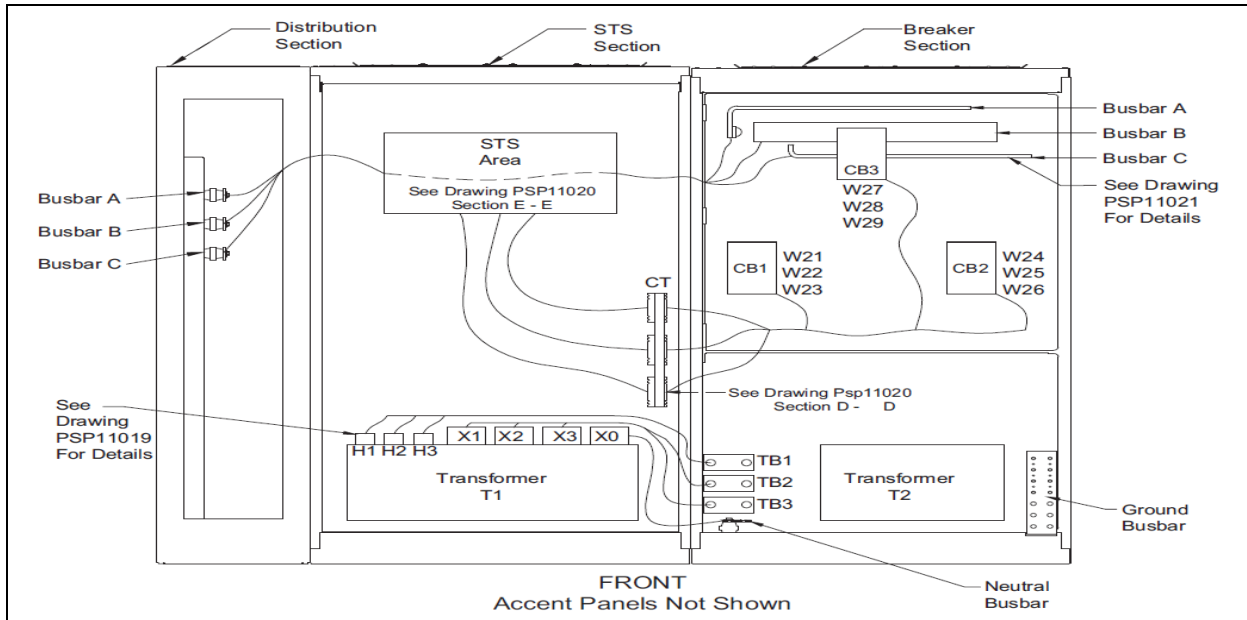 Distribution
Section
STS
Section
Breaker
Section
Busbar A
Busbar B
Busbar C
See Drawing
PSP11021
For Details
STS
Area
See Drawing PSP11020
Section E - E
CB3
W27
W28
W29
Busbar A
Busbar B
Busbar C
CB1
W21
W22
W23
CB2
W24
W25
W26
CT
See Drawing Psp11020
Section D - D
See
Drawing
PSP11019
For Details
H1 H2 H3
X1 X2 X3 X0
Transformer
T1
TB1
TB2
TB3
Transformer
T2
Ground
Busbar
Neutral
Busbar
FRONT
Accent Panels Not Shown